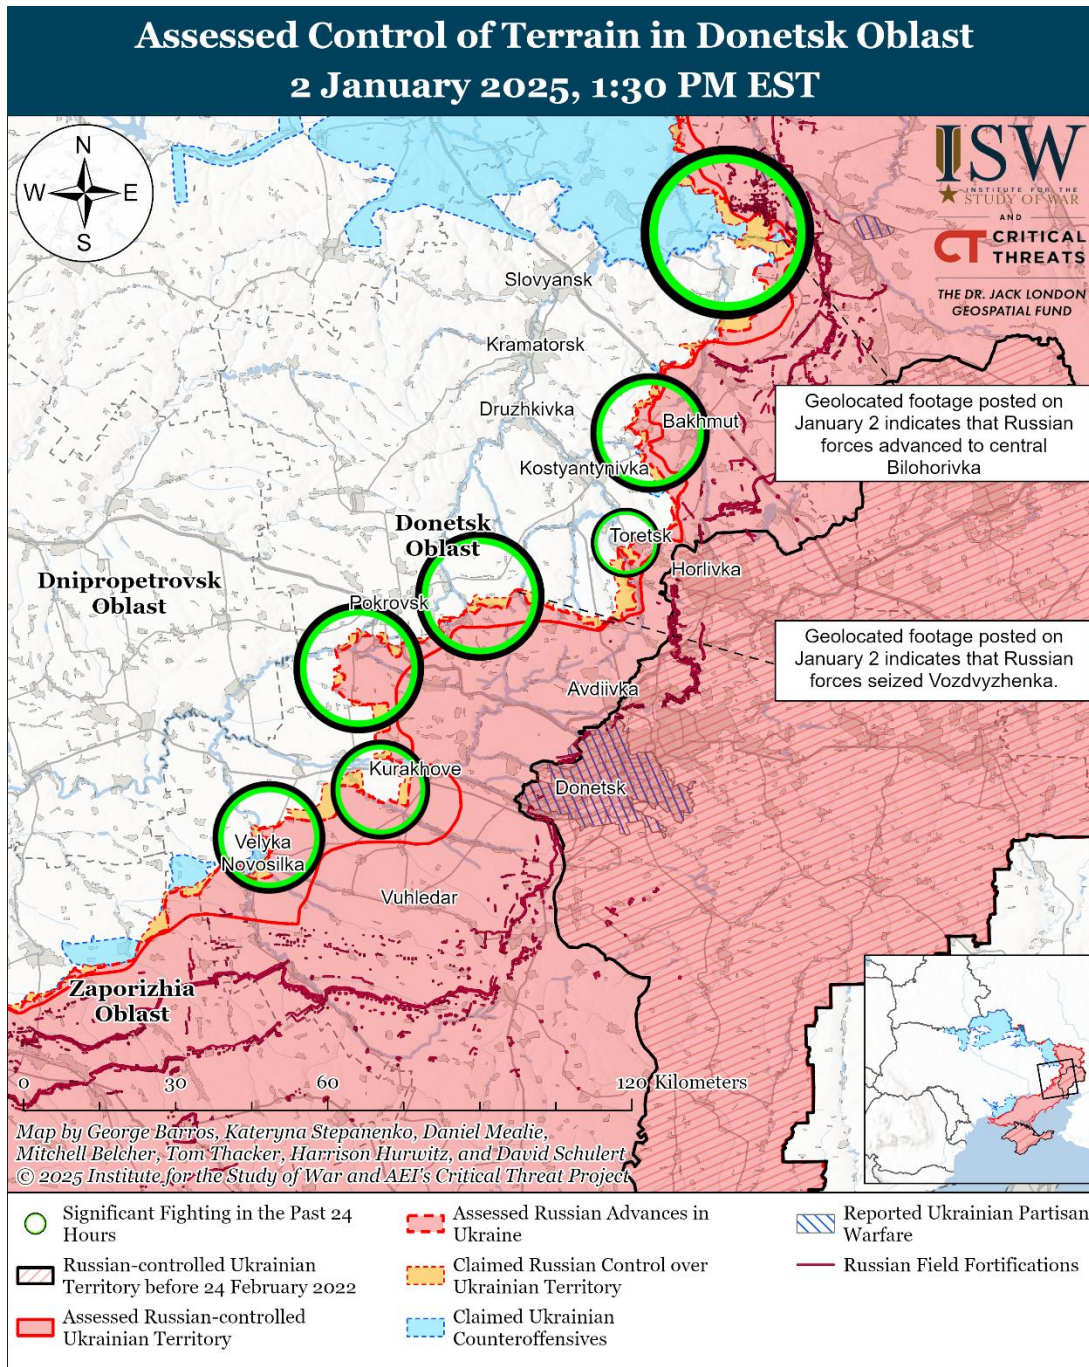 Assessed Control of Terrain in Donetsk Oblast
2 January 2025, 1:30 PM EST
N
W E
S
ISW
INSTITUTE FOR THE
STUDY OF WAR
AND
CT CRITICAL
THREATS
THE DR. JACK LONDON
GEOSPATIAL FUND
Slovyansk
Kramatorsk
Druzhkivka
Bakhmut
Kostyantynivka
Geolocated footage posted on
January 2 indicates that Russian
forces advanced to central
Bilohorivka
Donetsk
Oblast
Toretsk
Horlivka
Dnipropetrovsk
Oblast
Pokrovsk
Geolocated footage posted on
January 2 indicates that Russian
forces seized Vozdvyzhenka.
Avdiivka
Kurakhove
Donetsk
Velyka
Novosilka
Vuhledar
Zaporizhia
Oblast
0 30 60 120 Kilometers
Map by George Barros, Kateryna Stepanenko, Daniel Mealie,
Mitchell Belcher, Tom Thacker, Harrison Hurwitz, and David Schulert
© 2025 Institute for the Study of War and AEI's Critical Threat Project
Significant Fighting in the Past 24
Hours
Russian-controlled Ukrainian
Territory before 24 February 2022
Assessed Russian-controlled
Ukrainian Territory
Assessed Russian Advances in
Ukraine
Claimed Russian Control over
Ukrainian Territory
Claimed Ukrainian
Counteroffensives
Reported Ukrainian Partisan
Warfare
Russian Field Fortifications